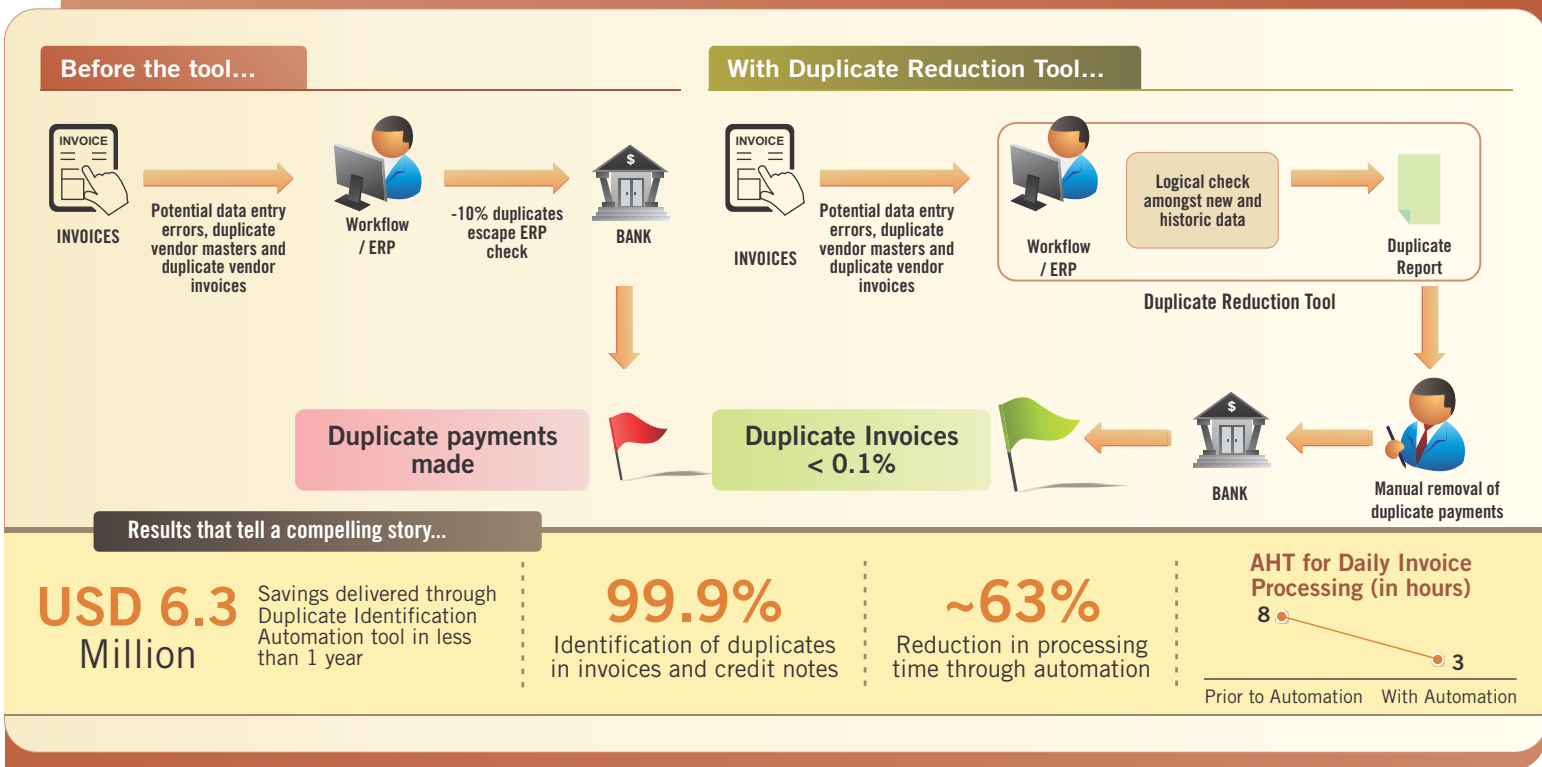 Before the tool...
INVOICE
INVOICES
Potential data entry
errors, duplicate
vendor masters and
duplicate vendor
invoices
Workflow
/ ERP
-10% duplicates
escape ERP
check
$
BANK
Duplicate payments
made
With Duplicate Reduction Tool...
INVOICE
INVOICES
Potential data entry
errors, duplicate
vendor masters and
duplicate vendor
invoices
Workflow
/ ERP
Logical check
amongst new and
historic data
Duplicate
Report
Duplicate Reduction Tool
Manual removal of
duplicate payments
$
BANK
Duplicate Invoices
< 0.1%
Results that tell a compelling story...
USD 6.3
Million
Savings delivered through
Duplicate Identification
Automation tool in less
than 1 year
99.9%
Identification of duplicates
in invoices and credit notes
~63%
Reduction in processing
time through automation
AHT for Daily Invoice
Processing (in hours)
8
3
Prior to Automation
With Automation